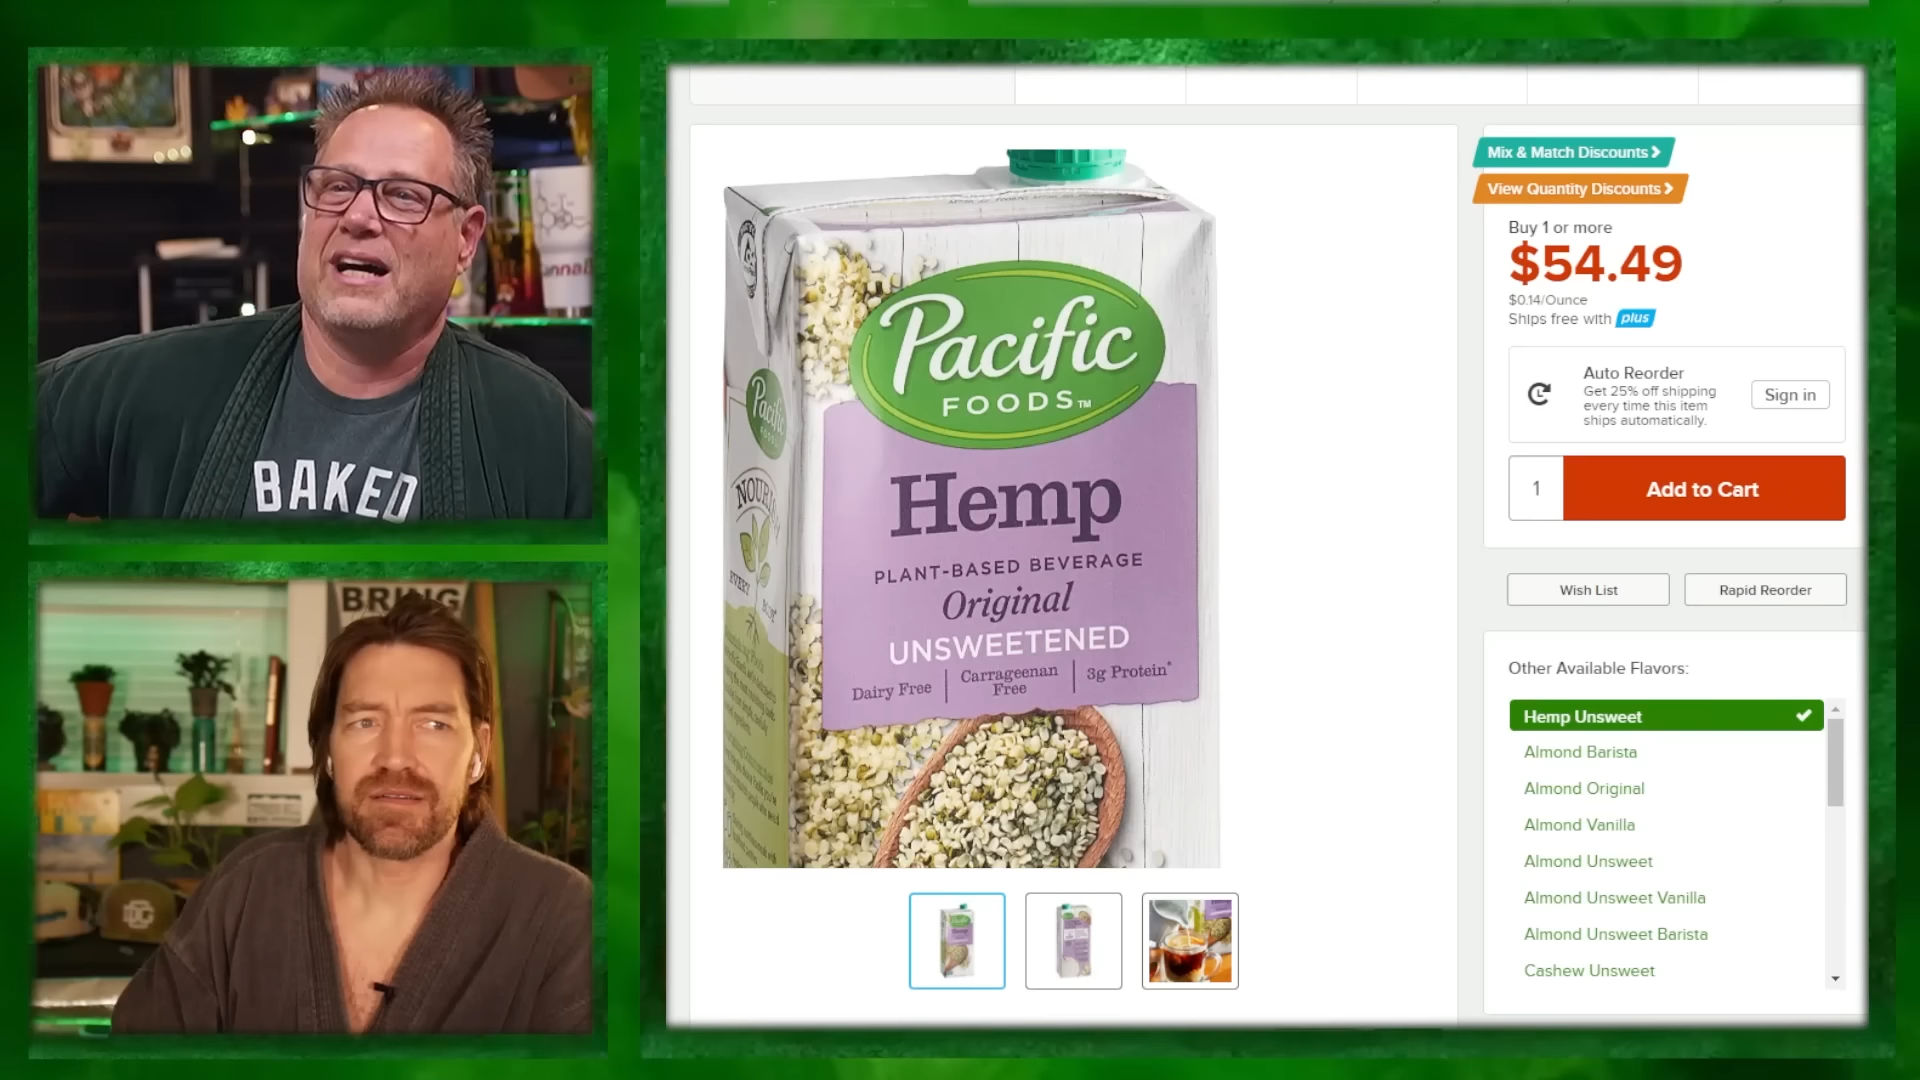 BAKED
BRING
Pacific
FOODS™
Hemp
PLANT-BASED BEVERAGE
Original
UNSWEETENED
Dairy Free
Carrageenan
Free
3g Protein*
Pacific
FOODS
Mix & Match Discounts
View Quantity Discounts
Buy 1 or more
$54.49
$0.14/Ounce
Ships free with plus
Auto Reorder
Get 25% off shipping
every time this item
ships automatically.
Sign in
1
Add to Cart
Wish List
Rapid Reorder
Other Available Flavors:
Hemp Unsweet
Almond Barista
Almond Original
Almond Vanilla
Almond Unsweet
Almond Unsweet Vanilla
Almond Unsweet Barista
Cashew Unsweet